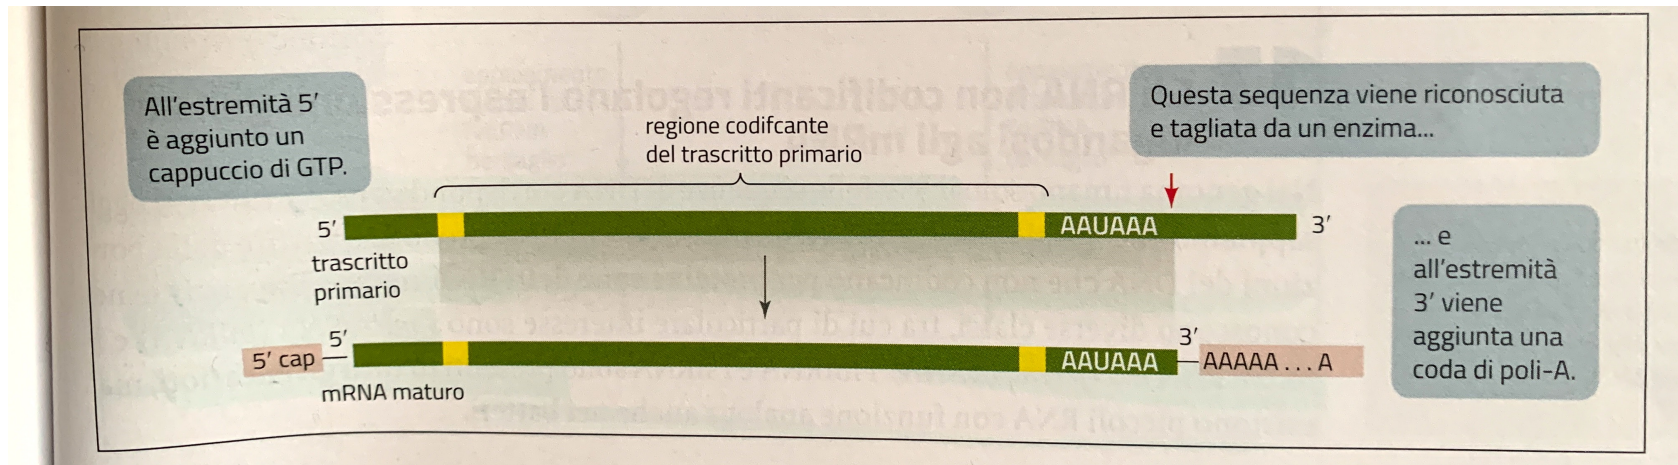 All'estremità 5'
è aggiunto un
cappuccio di GTP.
regione codifcante
del trascritto primario
Questa sequenza viene riconosciuta
e tagliata da un enzima...
5'
AAUAAA
3'
trascritto
primario
... e
all'estremità
3' viene
aggiunta una
coda di poli-A.
5' cap
5'
AAUAAA
3'
AAAAA...A
mRNA maturo